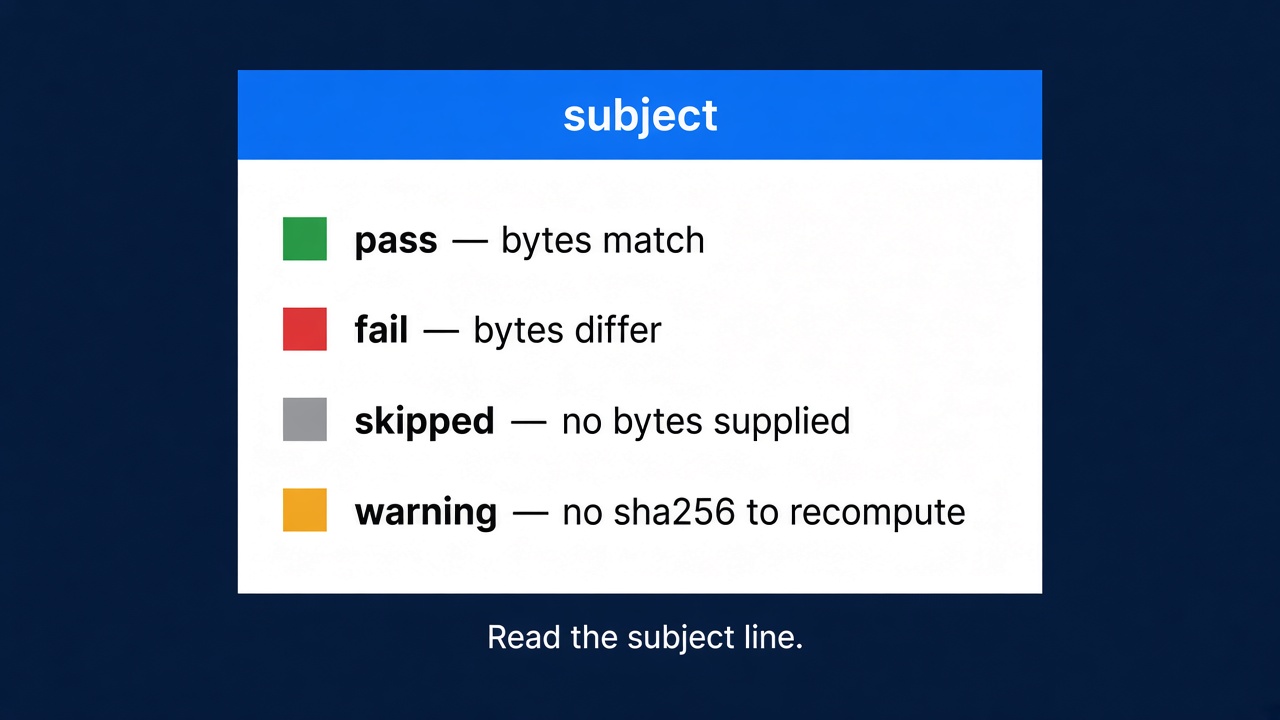 subject
pass — bytes match
fail — bytes differ
skipped — no bytes supplied
warning — no sha256 to recompute
Read the subject line.